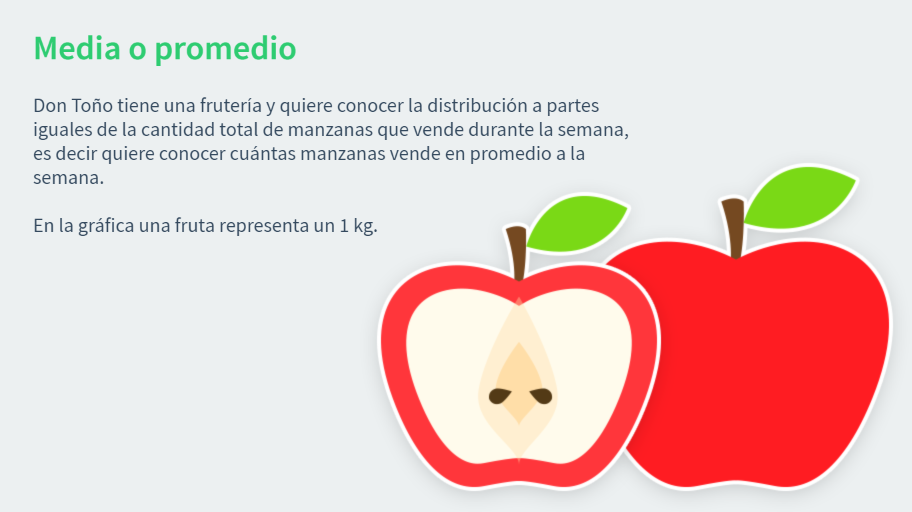 Media o promedio
Don Toño tiene una frutería y quiere conocer la distribución a partes
iguales de la cantidad total de manzanas que vende durante la semana,
es decir quiere conocer cuántas manzanas vende en promedio a la
semana.
En la gráfica una fruta representa un 1 kg.